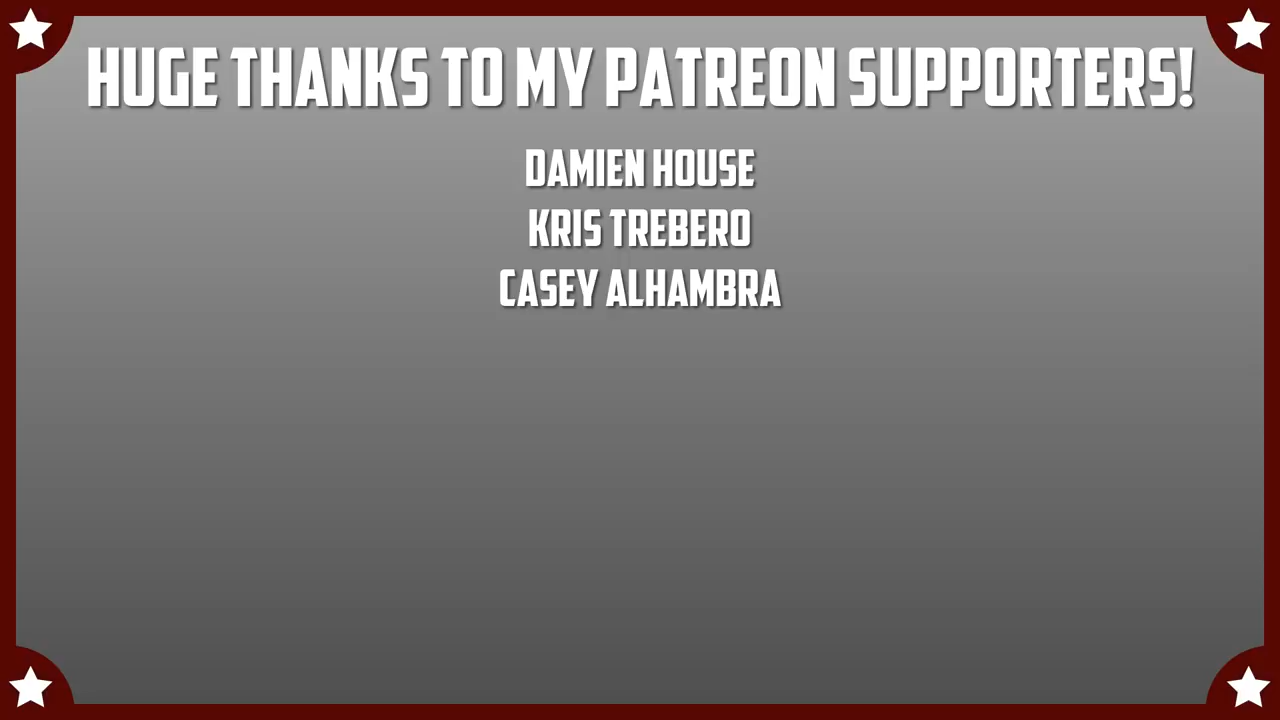 HUGE THANKS TO MY PATREON SUPPORTERS!
DAMIEN HOUSE
KRIS TREBERO
CASEY ALHAMBRA